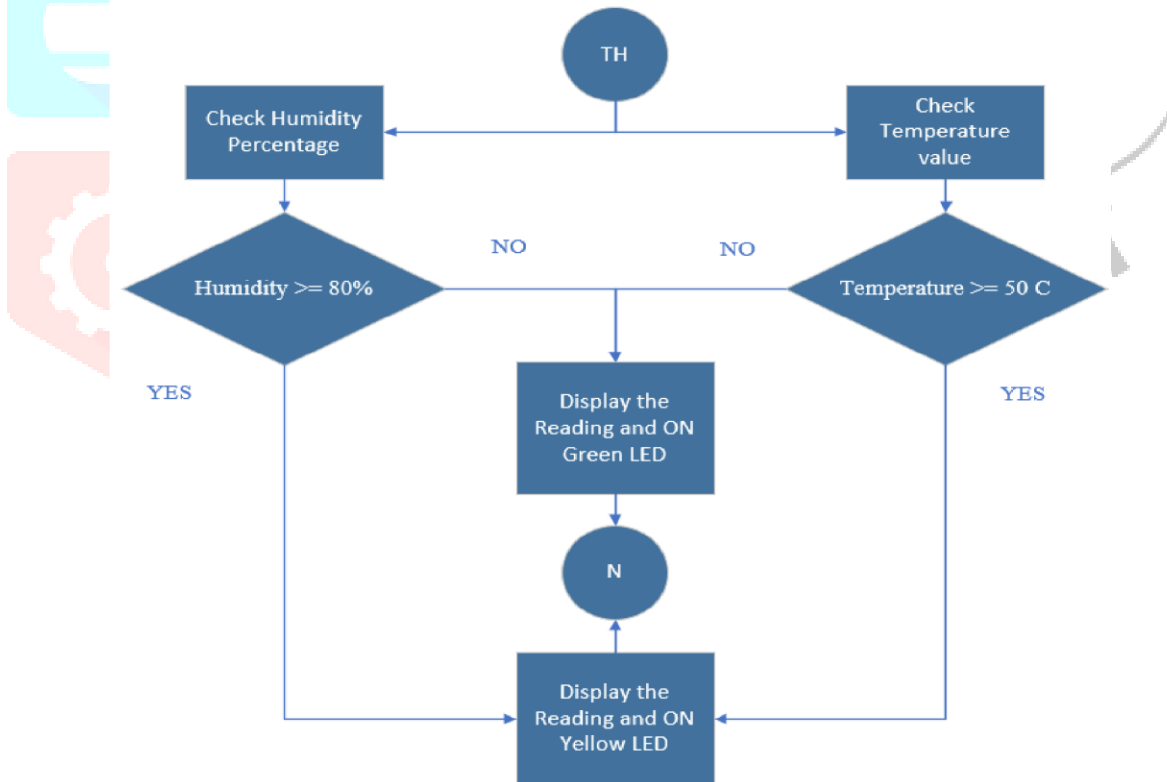 TH
Check Humidity
Percentage
Check
Temperature
value
NO
NO
Humidity >= 80%
Temperature >= 50 C
YES
YES
Display the
Reading and ON
Green LED
N
Display the
Reading and ON
Yellow LED